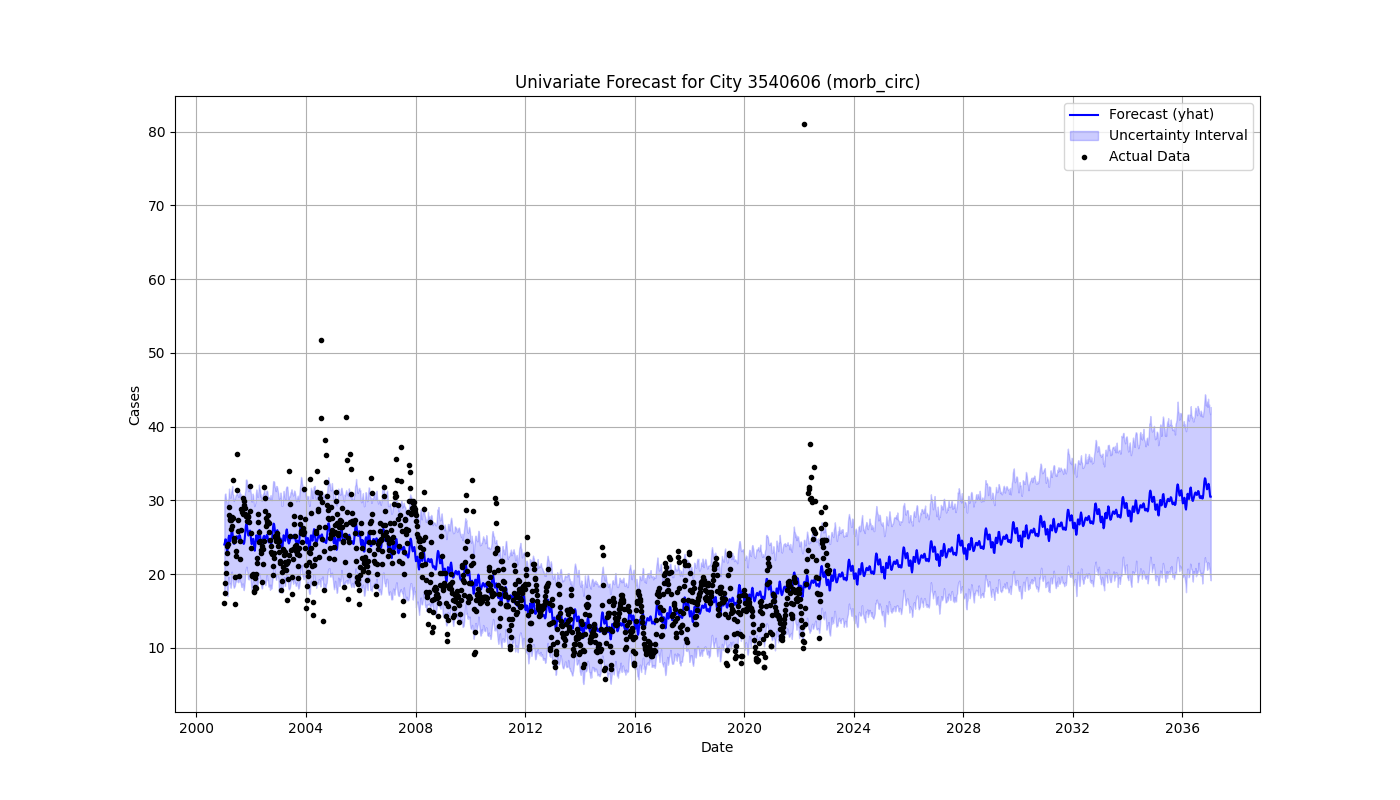 Univariate Forecast for City 3540606 (morb_circ)
Forecast (yhat)
Uncertainty Interval
Actual Data
80
70
60
50
40
30
20
10
Cases
2000 2004 2008 2012 2016 2020 2024 2028 2032 2036
Date